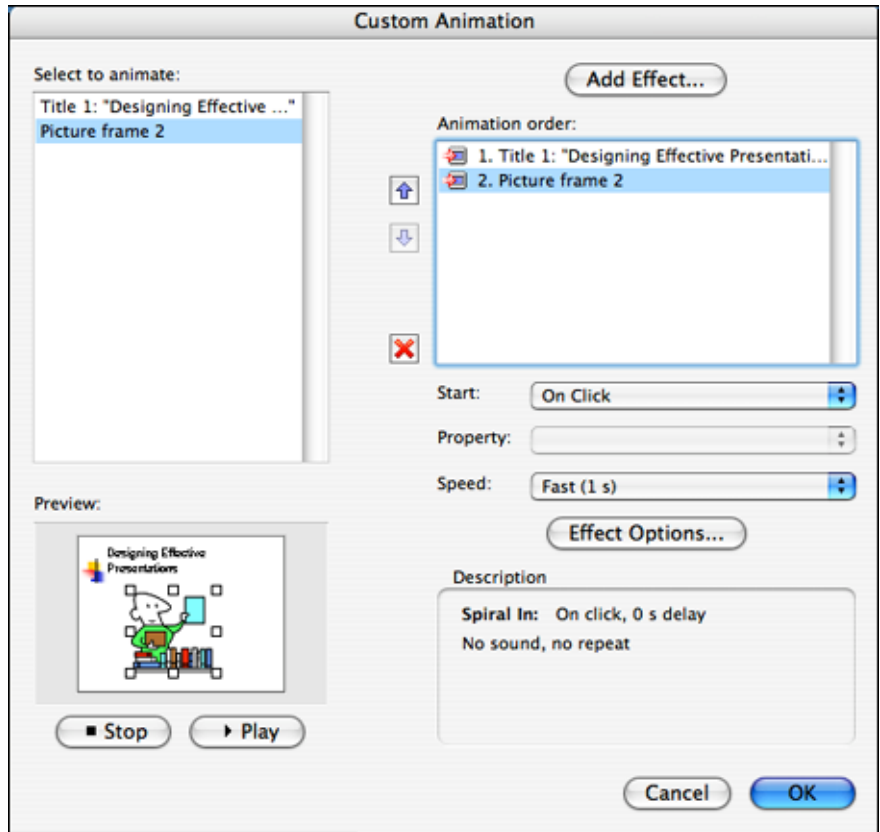 Custom Animation
Select to animate:
Title 1: "Designing Effective ..."
Picture frame 2
Add Effect...
Animation order:
1. Title 1: "Designing Effective Presentati...
2. Picture frame 2
Start:
On Click
Property:
Speed:
Fast (1 s)
Effect Options...
Preview:
Designing Effective
Presentations
Stop
Play
Description
Spiral In: On click, 0 s delay
No sound, no repeat
Cancel
OK